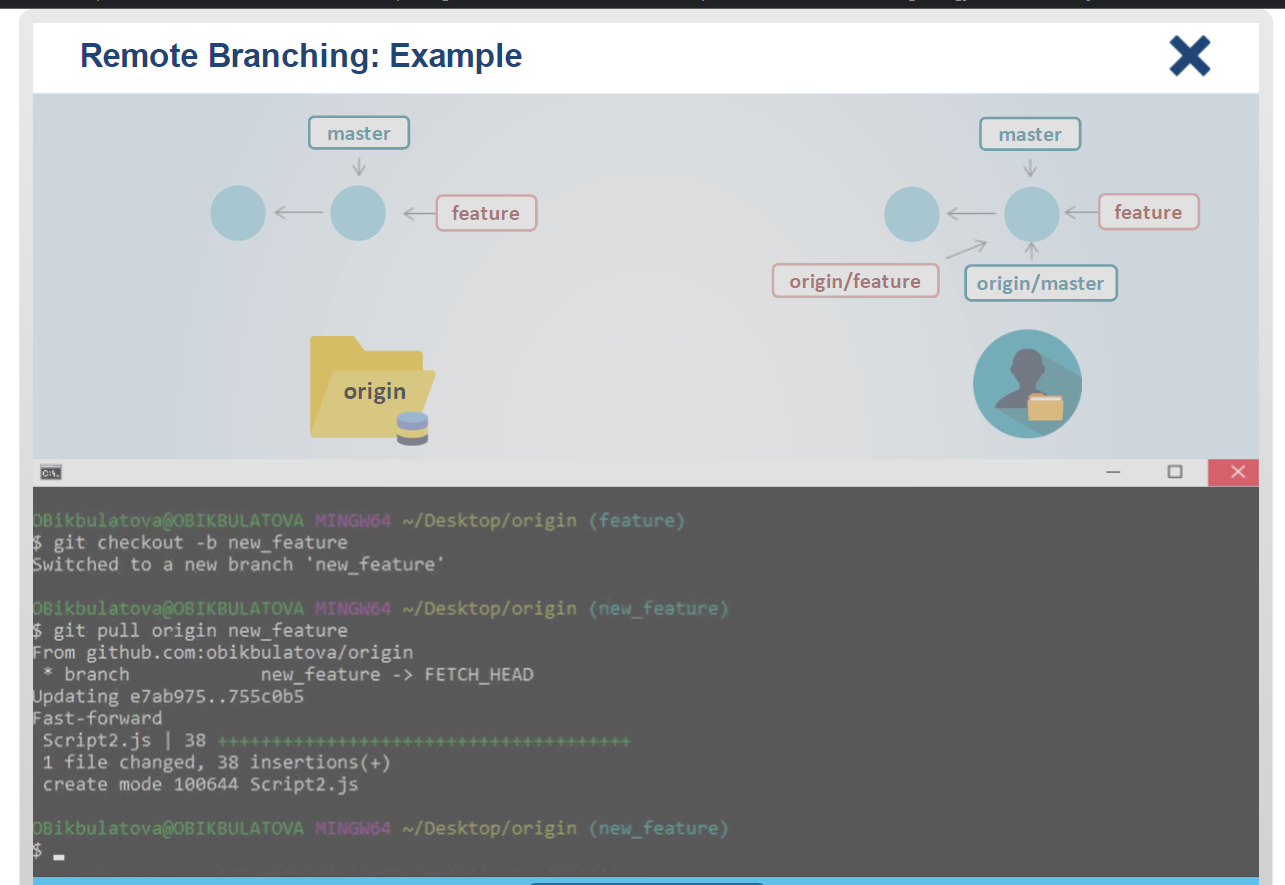 Remote Branching: Example
master
feature
origin
master
feature
origin/feature
origin/master
C:\.
OBikbulatova@OBIKBULATOVA MINGW64 ~/Desktop/origin (feature)
$ git checkout -b new_feature
Switched to a new branch 'new_feature'
OBikbulatova@OBIKBULATOVA MINGW64 ~/Desktop/origin (new_feature)
$ git pull origin new_feature
From github.com:obikbulatova/origin
* branch new_feature -> FETCH_HEAD
Updating e7ab975..755c0b5
Fast-forward
Script2.js | 38 ++++++++++++++++++++++++++++++++++++++
1 file changed, 38 insertions(+)
create mode 100644 Script2.js
OBikbulatova@OBIKBULATOVA MINGW64 ~/Desktop/origin (new_feature)
$